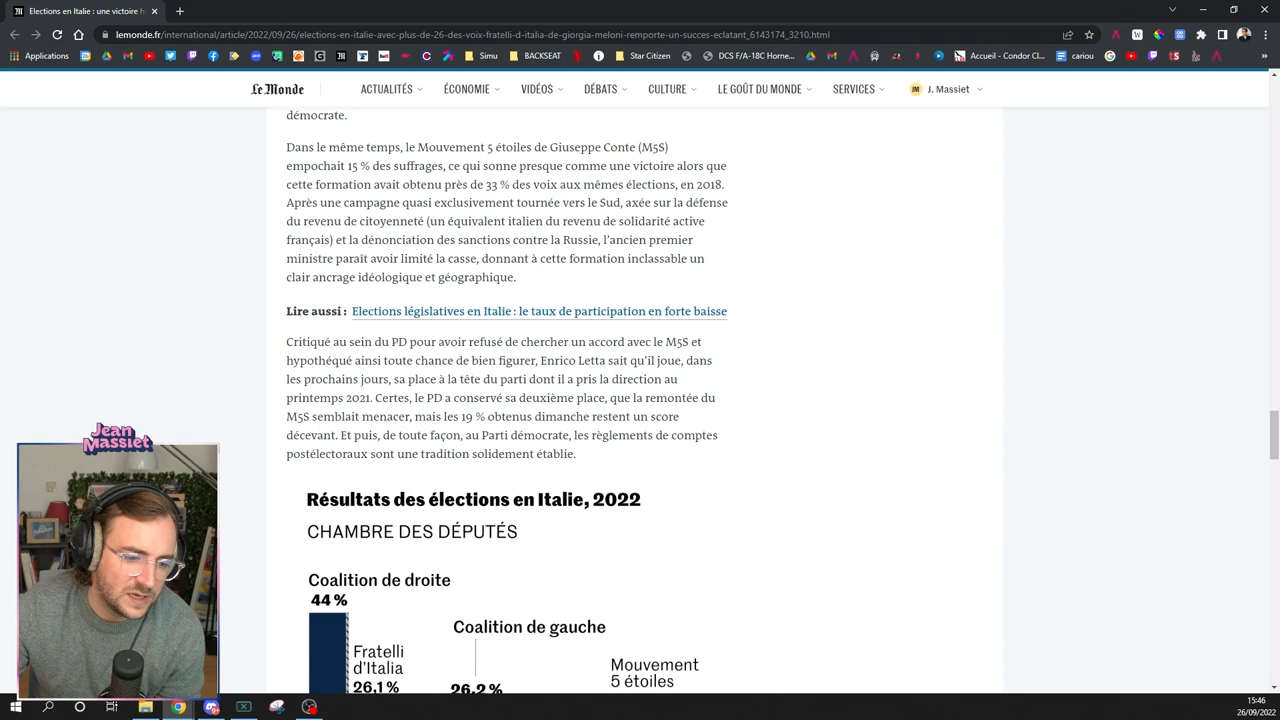 Elections en Italie : une victoire h
lemonde.fr/international/article/2022/09/26/elections-en-italie-avec-plus-de-26-des-voix-fratelli-d-italia-de-giorgia-meloni-remporte-un-succes-eclatant_6143174_3210.html
Applications
Simu
BACKSEAT
Star Citizen
DCS F/A-18C Horne...
Accueil - Condor Cl...
cariou
Le Monde
ACTUALITÉS
ÉCONOMIE
VIDÉOS
DÉBATS
CULTURE
LE GOÛT DU MONDE
SERVICES
JM
J. Massiet
démocrate.
Dans le même temps, le Mouvement 5 étoiles de Giuseppe Conte (M5S)
empochait 15 % des suffrages, ce qui sonne presque comme une victoire alors que
cette formation avait obtenu près de 33 % des voix aux mêmes élections, en 2018.
Après une campagne quasi exclusivement tournée vers le Sud, axée sur la défense
du revenu de citoyenneté (un équivalent italien du revenu de solidarité active
français) et la dénonciation des sanctions contre la Russie, l’ancien premier
ministre paraît avoir limité la casse, donnant à cette formation inclassable un
clair ancrage idéologique et géographique.
Lire aussi : Elections législatives en Italie : le taux de participation en forte baisse
Critiqué au sein du PD pour avoir refusé de chercher un accord avec le M5S et
hypothéqué ainsi toute chance de bien figurer, Enrico Letta sait qu’il joue, dans
les prochains jours, sa place à la tête du parti dont il a pris la direction au
printemps 2021. Certes, le PD a conservé sa deuxième place, que la remontée du
M5S semblait menacer, mais les 19 % obtenus dimanche restent un score
décevant. Et puis, de toute façon, au Parti démocrate, les règlements de comptes
postélectoraux sont une tradition solidement établie.
Résultats des élections en Italie, 2022
CHAMBRE DES DÉPUTÉS
Coalition de droite
44 %
Coalition de gauche
Fratelli
d’Italia
26,1 %
26,2 %
Mouvement
5 étoiles
Jean
Massiet
15:46
26/09/2022